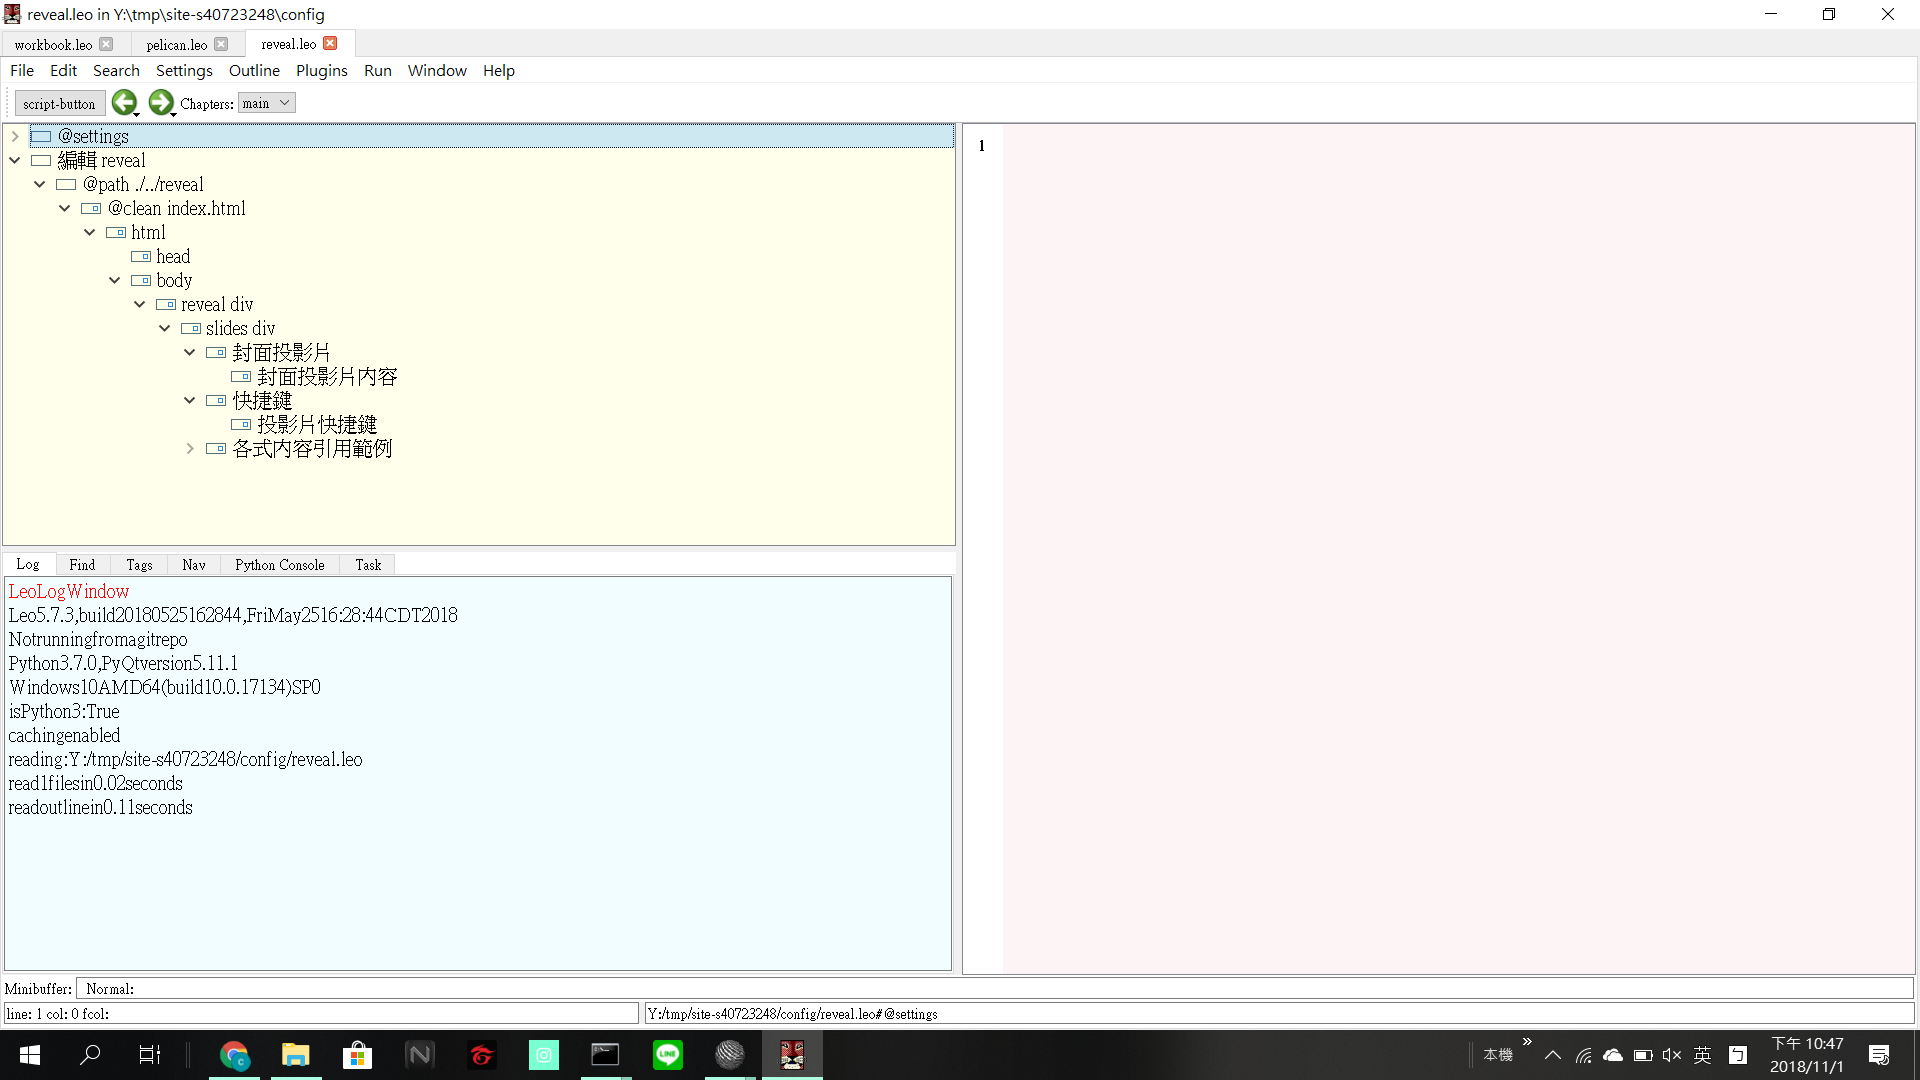 reveal.leo in Y:\tmp\site-s40723248\config
workbook.leo
pelican.leo
reveal.leo
File Edit Search Settings Outline Plugins Run Window Help
script-button Chapters: main
@settings
編輯 reveal
@path ./../reveal
@clean index.html
html
head
body
reveal div
slides div
封面投影片
封面投影片內容
快捷鍵
投影片快捷鍵
各式內容引用範例
1
Log Find Tags Nav Python Console Task
LeoLogWindow
Leo5.7.3,build20180525162844,FriMay2516:28:44CDT2018
Notrunningfromagitrepo
Python3.7.0,PyQtversion5.11.1
Windows10AMD64(build10.0.17134)SP0
isPython3:True
cachingenabled
reading:Y:/tmp/site-s40723248/config/reveal.leo
read1filesin0.02seconds
readoutlinein0.11seconds
Minibuffer: Normal:
line: 1 col: 0 fcol:
Y:/tmp/site-s40723248/config/reveal.leo#@settings
LINE
本機
英
下午 10:47
2018/11/1